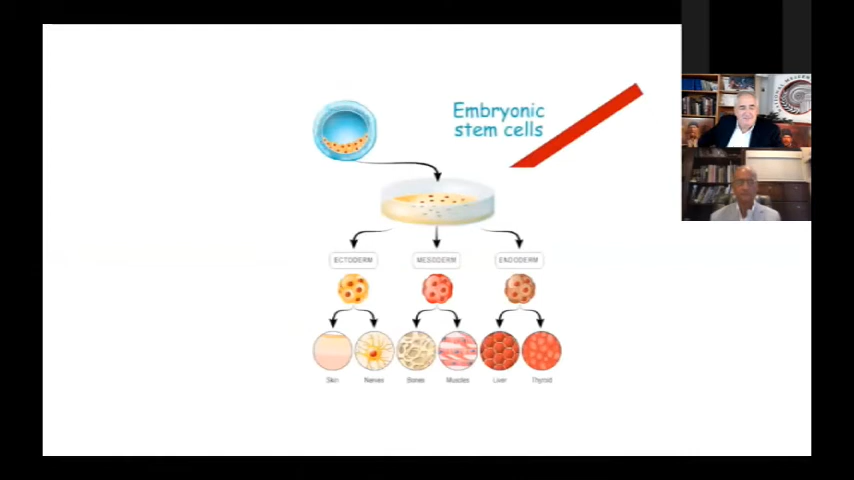 Embryonic
stem cells
ECTODERM
MESODERM
ENDODERM
Skin
Nerves
Bones
Muscles
Liver
Thyroid